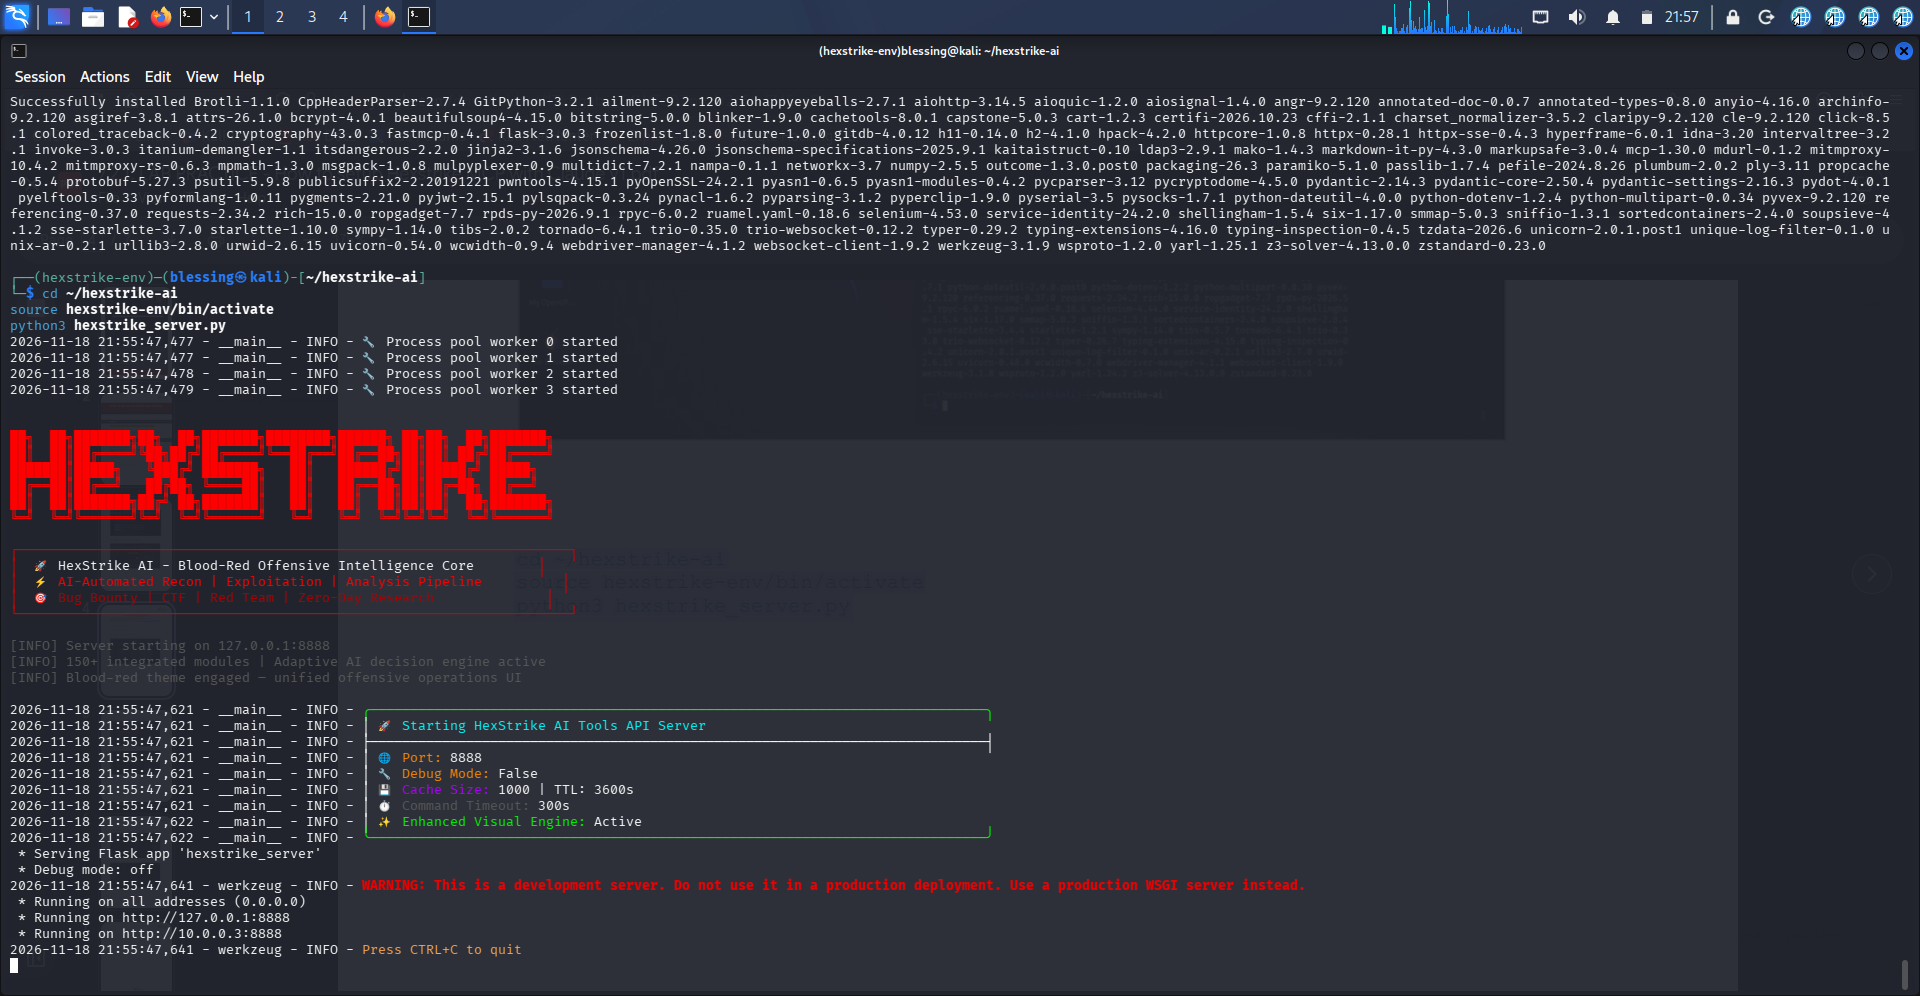 1 2 3 4 21:57
(hexstrike-env)blessing@kali: ~/hexstrike-ai
Session Actions Edit View Help
Successfully installed Brotli-1.1.0 CppHeaderParser-2.7.4 GitPython-3.2.1 ailment-9.2.120 aiohappyeyeballs-2.7.1 aiohttp-3.14.5 aioquic-1.2.0 aiosignal-1.4.0 angr-9.2.120 annotated-doc-0.0.7 annotated-types-0.8.0 anyio-4.16.0 archinfo-
9.2.120 asgiref-3.8.1 attrs-26.1.0 bcrypt-4.0.1 beautifulsoup4-4.15.0 bitstring-5.0.0 blinker-1.9.0 cachetools-8.0.1 capstone-5.0.3 cart-1.2.3 certifi-2026.10.23 cffi-2.1.1 charset_normalizer-3.5.2 claripy-9.2.120 cle-9.2.120 click-8.5
.1 colored_traceback-0.4.2 cryptography-43.0.3 fastmcp-0.4.1 flask-3.0.3 frozenlist-1.8.0 future-1.0.0 gitdb-4.0.12 h11-0.14.0 h2-4.1.0 hpack-4.2.0 httpcore-1.0.8 httpx-0.28.1 httpx-sse-0.4.3 hyperframe-6.0.1 idna-3.20 intervaltree-3.2
.1 invoke-3.0.3 itanium-demangler-1.1 itsdangerous-2.2.0 jinja2-3.1.6 jsonschema-4.26.0 jsonschema-specifications-2025.9.1 kaitaistruct-0.10 ldap3-2.9.1 mako-1.4.3 markdown-it-py-4.3.0 markupsafe-3.0.4 mcp-1.30.0 mdurl-0.1.2 mitmproxy-
10.4.2 mitmproxy-rs-0.6.3 mpmath-1.3.0 msgpack-1.0.8 mulpyplexer-0.9 multidict-7.2.1 nampa-0.1.1 networkx-3.7 numpy-2.5.5 outcome-1.3.0.post0 packaging-26.3 paramiko-5.1.0 passlib-1.7.4 pefile-2024.8.26 plumbum-2.0.2 ply-3.11 propcache
-0.5.4 protobuf-5.27.3 psutil-5.9.8 publicsuffix2-2.20191221 pwntools-4.15.1 pyOpenSSL-24.2.1 pyasn1-0.6.5 pyasn1-modules-0.4.2 pycparser-3.12 pycryptodome-4.5.0 pydantic-2.14.3 pydantic-core-2.50.4 pydantic-settings-2.16.3 pydot-4.0.1
pyelftools-0.33 pyformlang-1.0.11 pygments-2.21.0 pyjwt-2.15.1 pylsqpack-0.3.24 pynacl-1.6.2 pyparsing-3.1.2 pyperclip-1.9.0 pyserial-3.5 pysocks-1.7.1 python-dateutil-4.0.0 python-dotenv-1.2.4 python-multipart-0.0.34 pyvex-9.2.120 re
ferencing-0.37.0 requests-2.34.2 rich-15.0.0 ropgadget-7.7 rpds-py-2026.9.1 rpyc-6.0.2 ruamel.yaml-0.18.6 selenium-4.53.0 service-identity-24.2.0 shellingham-1.5.4 six-1.17.0 smmap-5.0.3 sniffio-1.3.1 sortedcontainers-2.4.0 soupsieve-4
.1.2 sse-starlette-3.7.0 starlette-1.10.0 sympy-1.14.0 tibs-2.0.2 tornado-6.4.1 trio-0.35.0 trio-websocket-0.12.2 typer-0.29.2 typing-extensions-4.16.0 typing-inspection-0.4.5 tzdata-2026.6 unicorn-2.0.1.post1 unique-log-filter-0.1.0 u
nix-ar-0.2.1 urllib3-2.8.0 urwid-2.6.15 uvicorn-0.54.0 wcwidth-0.9.4 webdriver-manager-4.1.2 websocket-client-1.9.2 werkzeug-3.1.9 wsproto-1.2.0 yarl-1.25.1 z3-solver-4.13.0.0 zstandard-0.23.0
┌──(hexstrike-env)─(blessing㉿kali)-[~/hexstrike-ai]
└─$ cd ~/hexstrike-ai
source hexstrike-env/bin/activate
python3 hexstrike_server.py
2026-11-18 21:55:47,477 - __main__ - INFO - 🔧 Process pool worker 0 started
2026-11-18 21:55:47,477 - __main__ - INFO - 🔧 Process pool worker 1 started
2026-11-18 21:55:47,478 - __main__ - INFO - 🔧 Process pool worker 2 started
2026-11-18 21:55:47,479 - __main__ - INFO - 🔧 Process pool worker 3 started
HEXSTRIKE
🚀 HexStrike AI - Blood-Red Offensive Intelligence Core
⚡ AI-Automated Recon | Exploitation | Analysis Pipeline
🎯 Bug Bounty | CTF | Red Team | Zero-Day Research
[INFO] Server starting on 127.0.0.1:8888
[INFO] 150+ integrated modules | Adaptive AI decision engine active
[INFO] Blood-red theme engaged – unified offensive operations UI
2026-11-18 21:55:47,621 - __main__ - INFO -
2026-11-18 21:55:47,621 - __main__ - INFO - 🚀 Starting HexStrike AI Tools API Server
2026-11-18 21:55:47,621 - __main__ - INFO -
2026-11-18 21:55:47,621 - __main__ - INFO - 🌐 Port: 8888
2026-11-18 21:55:47,621 - __main__ - INFO - 🔧 Debug Mode: False
2026-11-18 21:55:47,621 - __main__ - INFO - 💾 Cache Size: 1000 | TTL: 3600s
2026-11-18 21:55:47,621 - __main__ - INFO - ⏱ Command Timeout: 300s
2026-11-18 21:55:47,622 - __main__ - INFO - ✨ Enhanced Visual Engine: Active
2026-11-18 21:55:47,622 - __main__ - INFO -
* Serving Flask app 'hexstrike_server'
* Debug mode: off
2026-11-18 21:55:47,641 - werkzeug - INFO - WARNING: This is a development server. Do not use it in a production deployment. Use a production WSGI server instead.
* Running on all addresses (0.0.0.0)
* Running on http://127.0.0.1:8888
* Running on http://10.0.0.3:8888
2026-11-18 21:55:47,641 - werkzeug - INFO - Press CTRL+C to quit
cd ~/hexstrike-ai
source hexstrike-env/bin/activate
python3 hexstrike_server.py